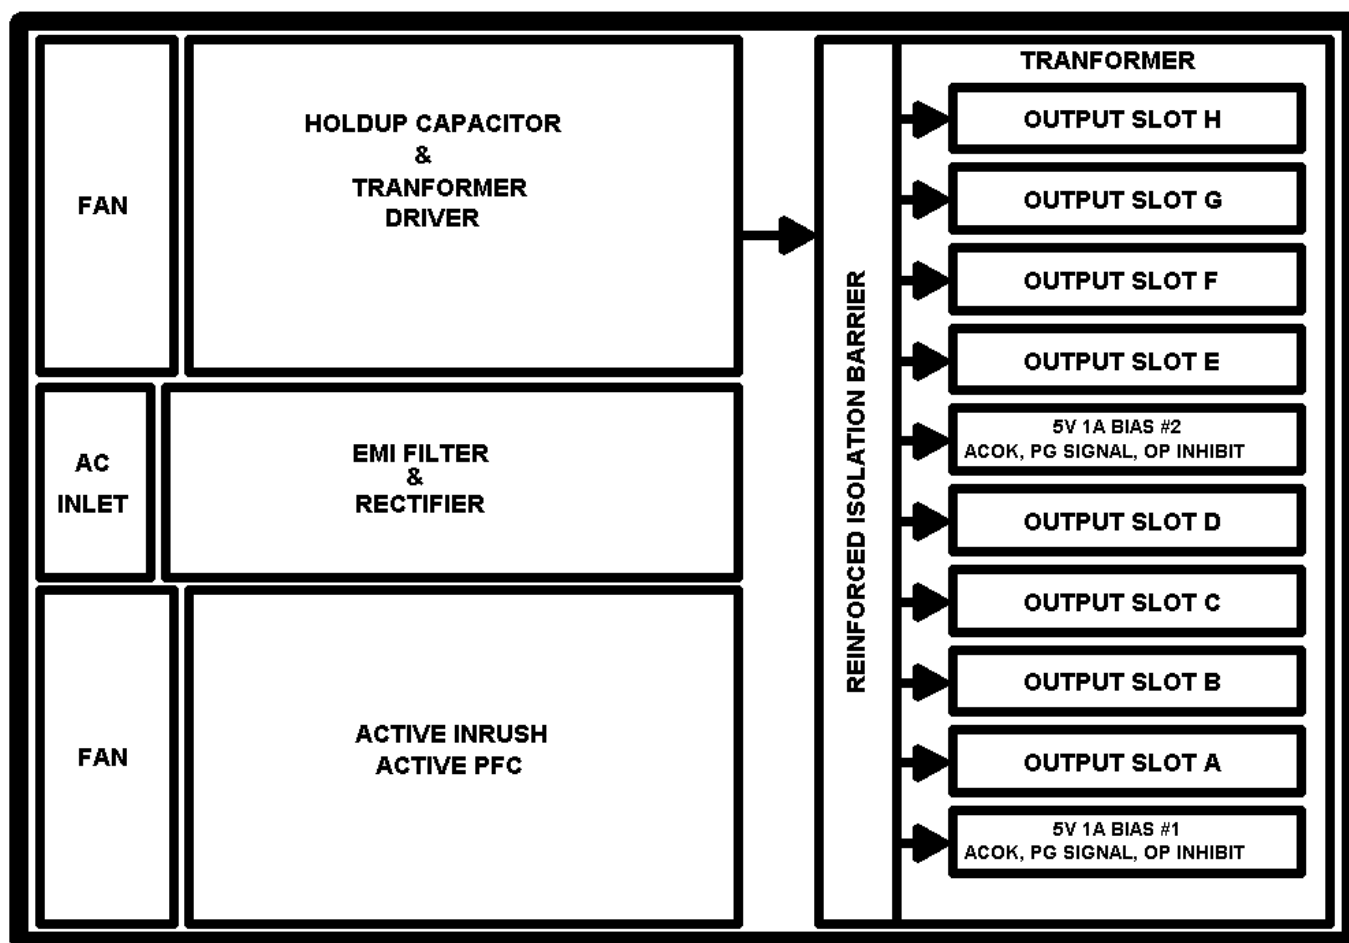 FAN
HOLDUP CAPACITOR
&
TRANFORMER
DRIVER
AC
INLET
EMI FILTER
&
RECTIFIER
FAN
ACTIVE INRUSH
ACTIVE PFC
REINFORCED ISOLATION BARRIER
TRANFORMER
OUTPUT SLOT H
OUTPUT SLOT G
OUTPUT SLOT F
OUTPUT SLOT E
5V 1A BIAS #2
ACOK, PG SIGNAL, OP INHIBIT
OUTPUT SLOT D
OUTPUT SLOT C
OUTPUT SLOT B
OUTPUT SLOT A
5V 1A BIAS #1
ACOK, PG SIGNAL, OP INHIBIT